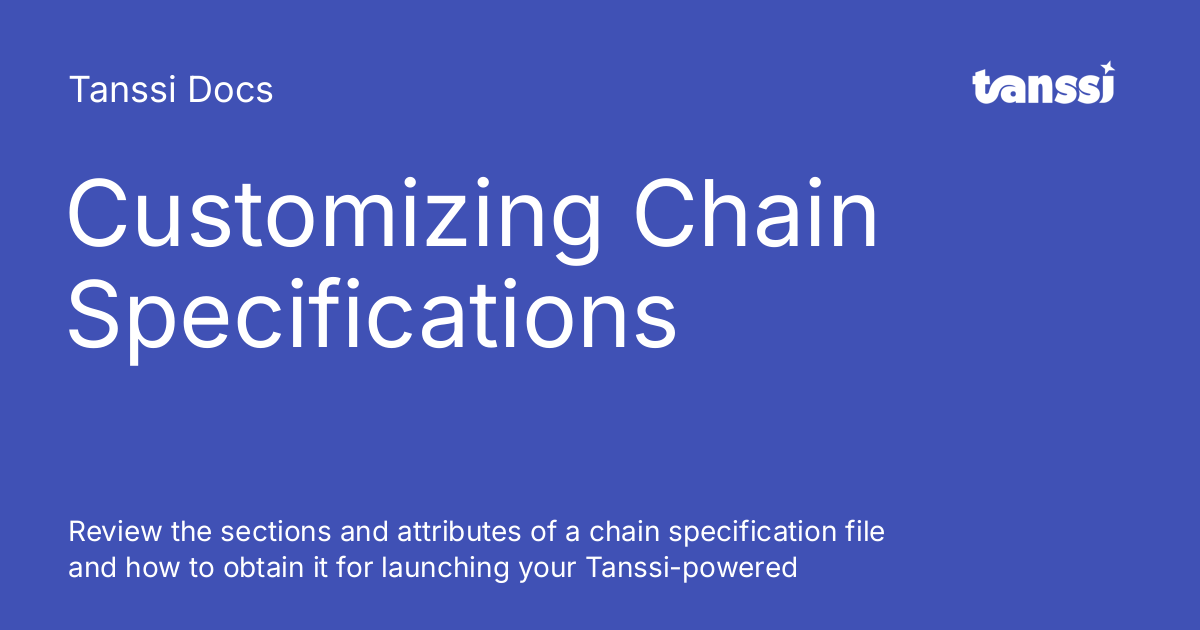 Tanssi Docs
tanssi
Customizing Chain
Specifications
Review the sections and attributes of a chain specification file
and how to obtain it for launching your Tanssi-powered